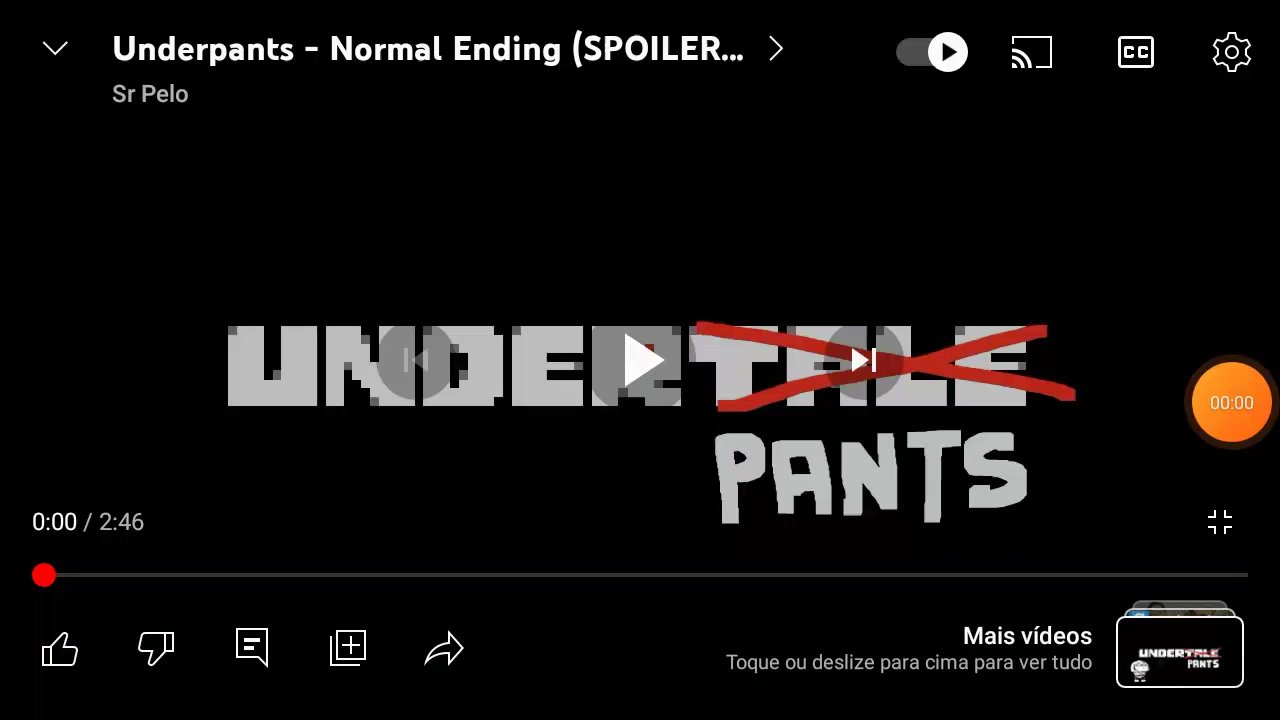 Underpants - Normal Ending (SPOILER...
Sr Pelo
CC
UNDERTALE
PANTS
00:00
0:00 / 2:46
Mais vídeos
Toque ou deslize para cima para ver tudo
UNDERTALE
PANTS